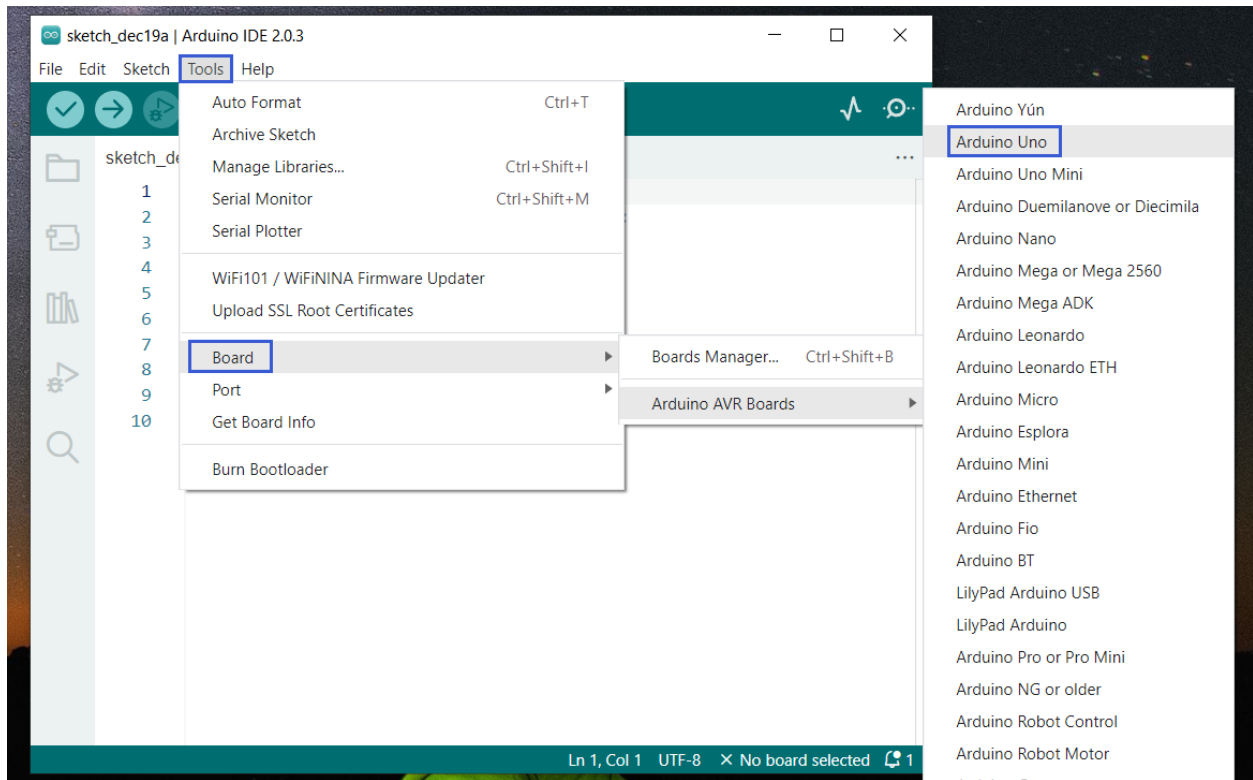 sketch_dec19a | Arduino IDE 2.0.3
File Edit Sketch Tools Help
Auto Format Ctrl+T
Archive Sketch
Manage Libraries... Ctrl+Shift+I
Serial Monitor Ctrl+Shift+M
Serial Plotter
WiFi101 / WiFiNINA Firmware Updater
Upload SSL Root Certificates
Board
Port
Get Board Info
Burn Bootloader
Boards Manager... Ctrl+Shift+B
Arduino AVR Boards
Arduino Yún
Arduino Uno
Arduino Uno Mini
Arduino Duemilanove or Diecimila
Arduino Nano
Arduino Mega or Mega 2560
Arduino Mega ADK
Arduino Leonardo
Arduino Leonardo ETH
Arduino Micro
Arduino Esplora
Arduino Mini
Arduino Ethernet
Arduino Fio
Arduino BT
LilyPad Arduino USB
LilyPad Arduino
Arduino Pro or Pro Mini
Arduino NG or older
Arduino Robot Control
Arduino Robot Motor
sketch_de
1
2
3
4
5
6
7
8
9
10
Ln 1, Col 1 UTF-8 × No board selected 1